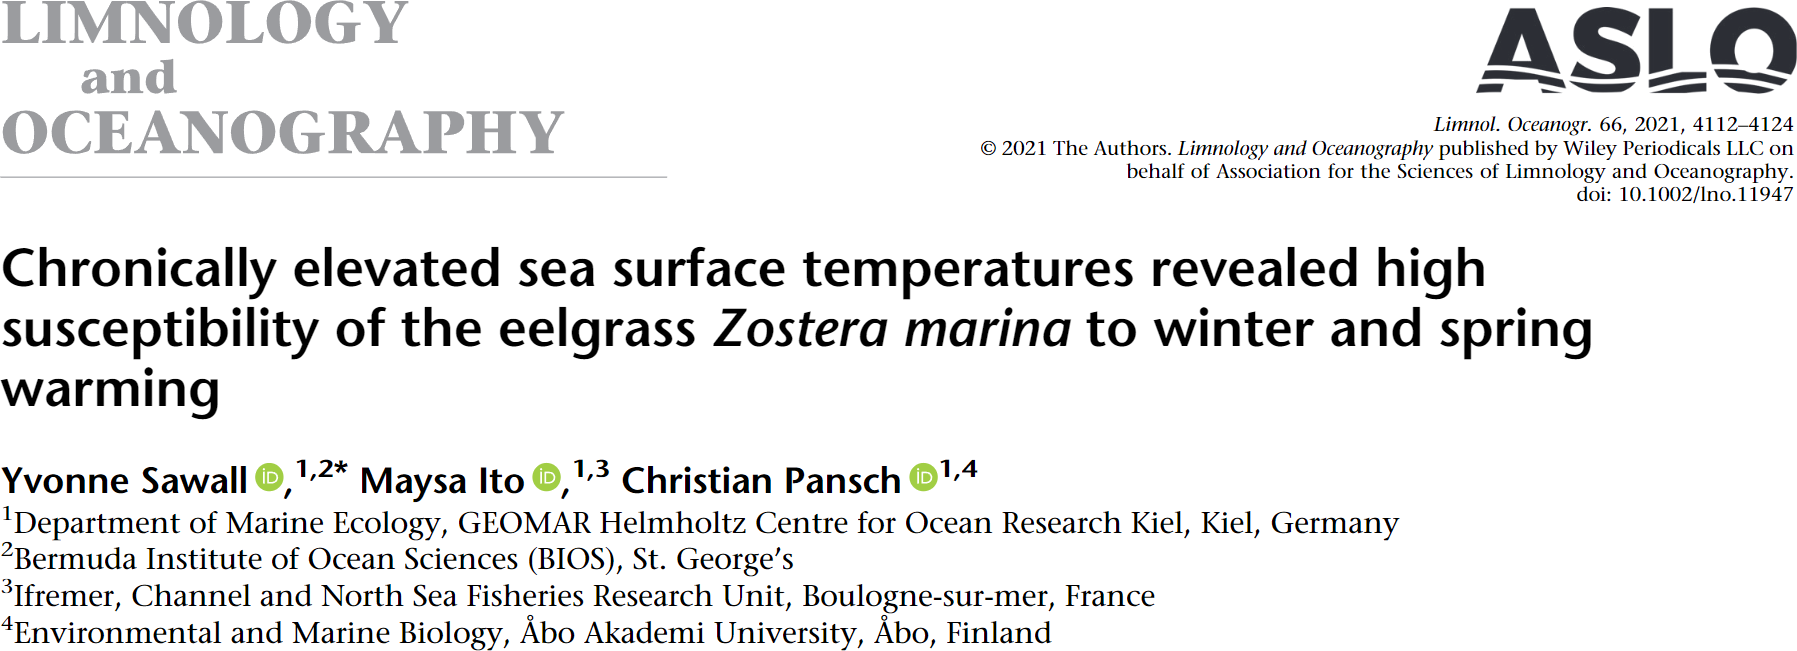 LIMNOLOGY
and
OCEANOGRAPHY
ASLO
Limnol. Oceanogr. 66, 2021, 4112–4124
© 2021 The Authors. Limnology and Oceanography published by Wiley Periodicals LLC on
behalf of Association for the Sciences of Limnology and Oceanography.
doi: 10.1002/lno.11947
Chronically elevated sea surface temperatures revealed high
susceptibility of the eelgrass Zostera marina to winter and spring
warming
Yvonne Sawall iD,1,2* Maysa Ito iD,1,3 Christian Pansch iD1,4
1Department of Marine Ecology, GEOMAR Helmholtz Centre for Ocean Research Kiel, Kiel, Germany
2Bermuda Institute of Ocean Sciences (BIOS), St. George’s
3Ifremer, Channel and North Sea Fisheries Research Unit, Boulogne-sur-mer, France
4Environmental and Marine Biology, Åbo Akademi University, Åbo, Finland